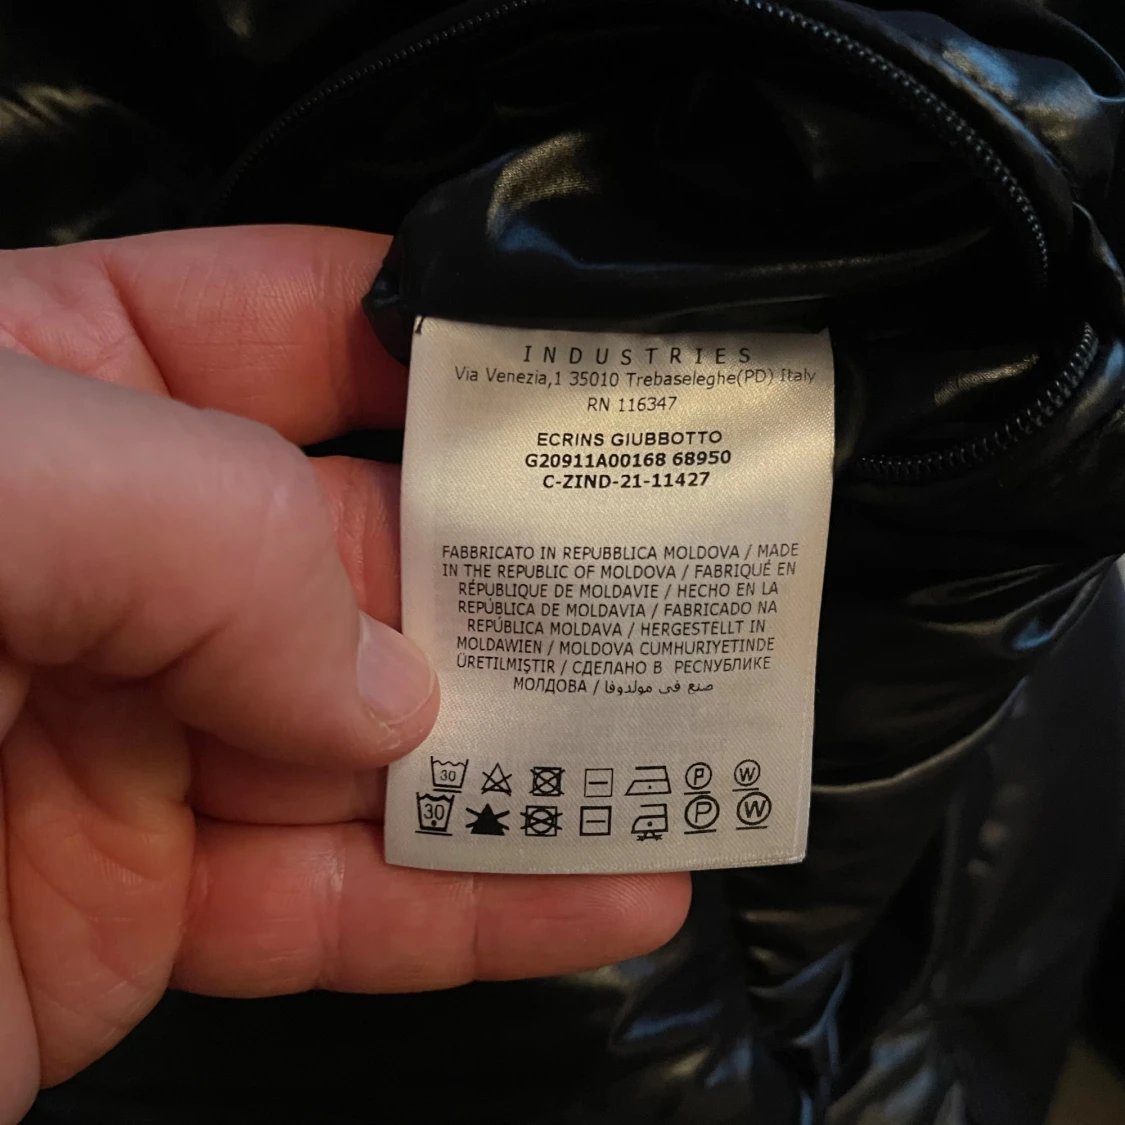 INDUSTRIES
Via Venezia,1 35010 Trebaseleghe(PD) Italy
RN 116347
ECRINS GIUBBOTTO
G20911A00168 68950
C-ZIND-21-11427
FABBRICATO IN REPUBBLICA MOLDOVA / MADE
IN THE REPUBLIC OF MOLDOVA / FABRIQUÉ EN
RÉPUBLIQUE DE MOLDAVIE / HECHO EN LA
REPÚBLICA DE MOLDAVIA / FABRICADO NA
REPÚBLICA MOLDAVA / HERGESTELLT IN
MOLDAWIEN / MOLDOVA CUMHURIYETINDE
ÜRETILMIŞTIR / СДЕЛАНО В РЕСПУБЛИКЕ
МОЛДОВА / صنع في مولدوفا
30 P W
30 P W